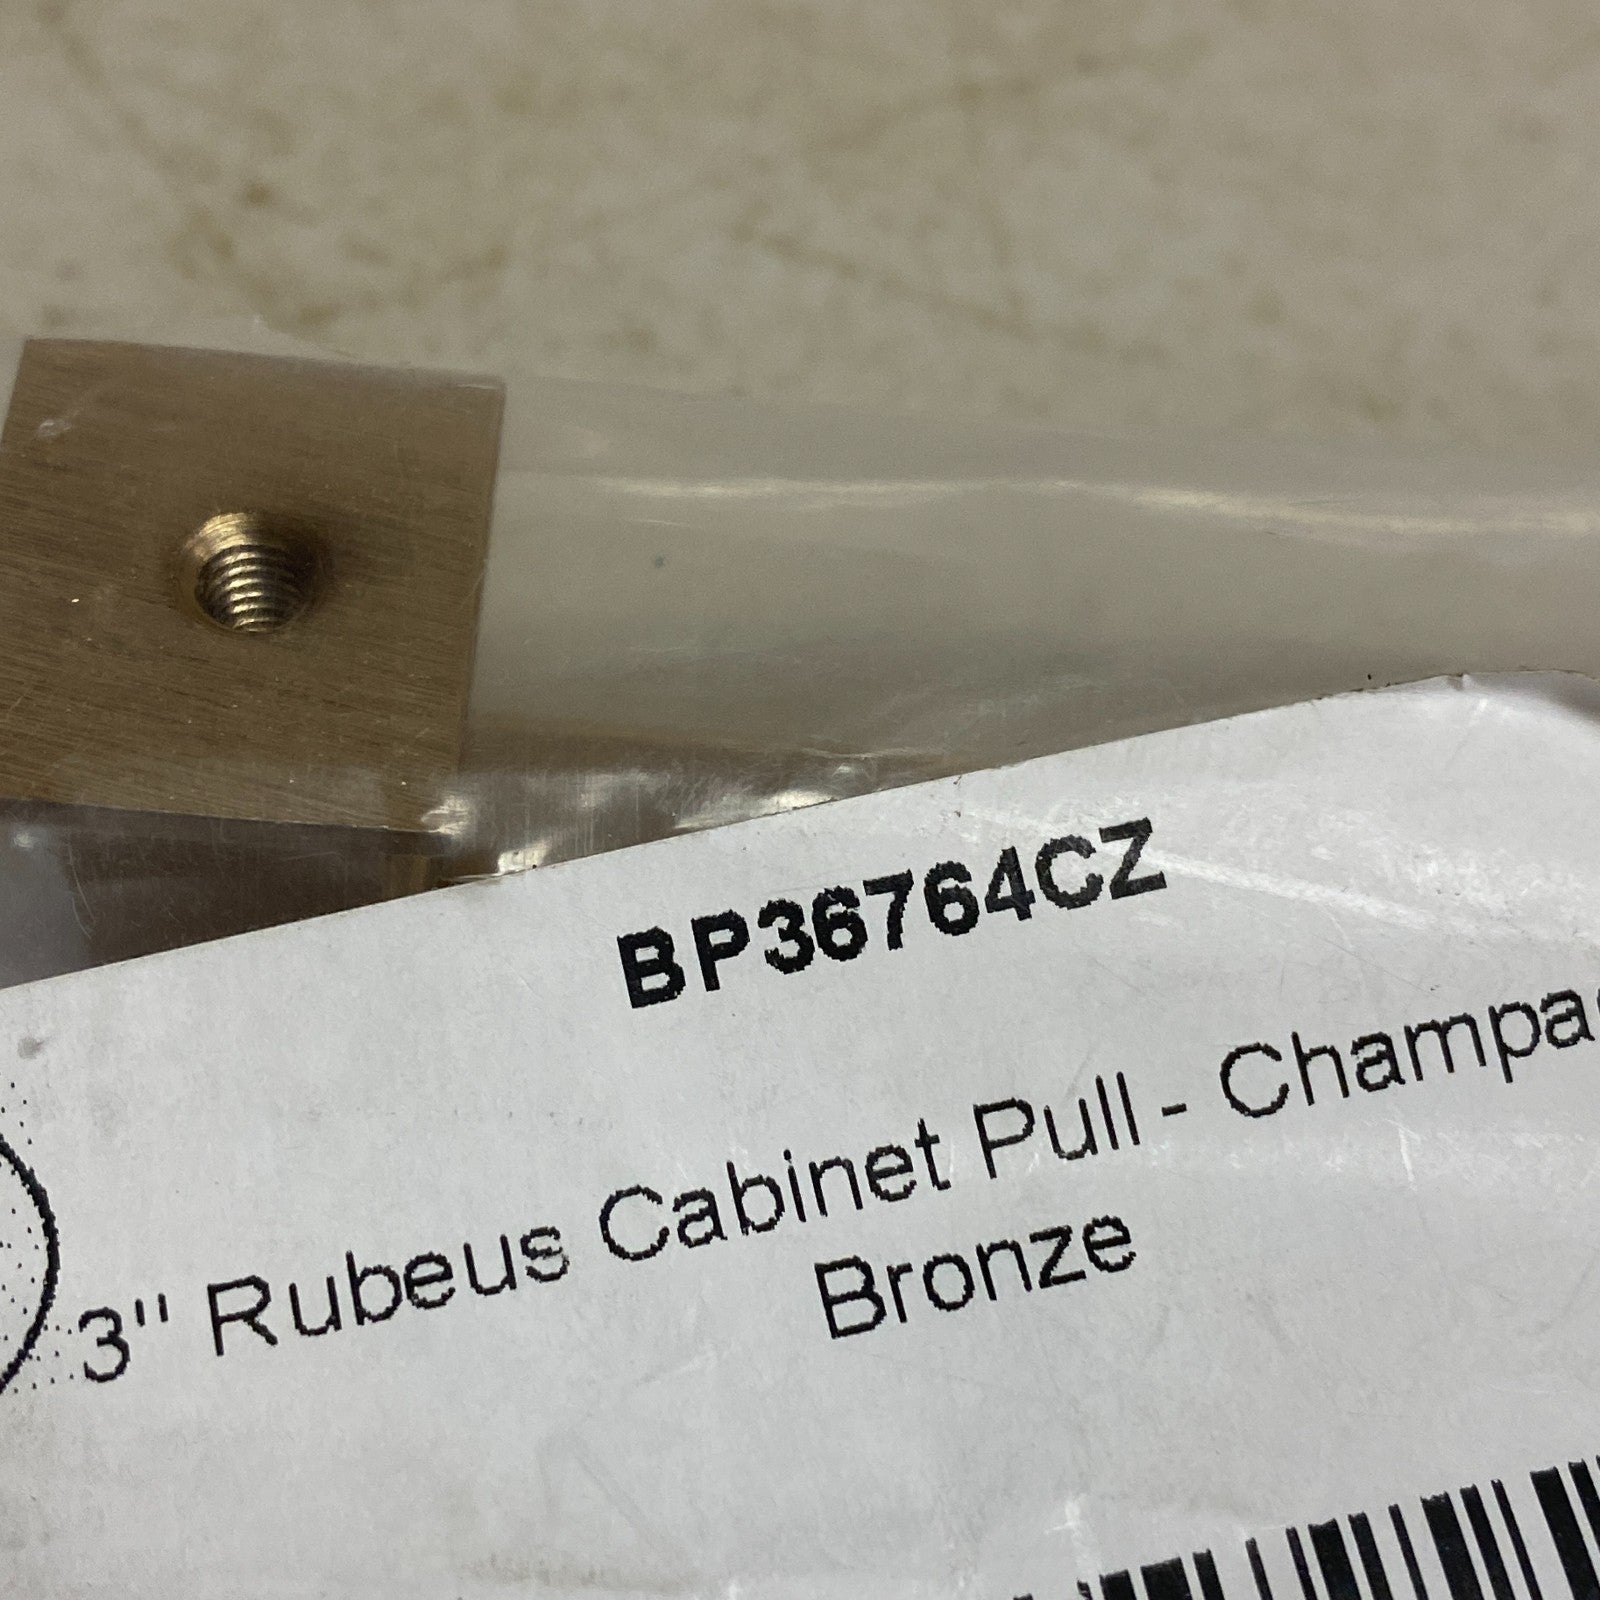 BP36764CZ
3" Rubeus Cabinet Pull - Champa
Bronze